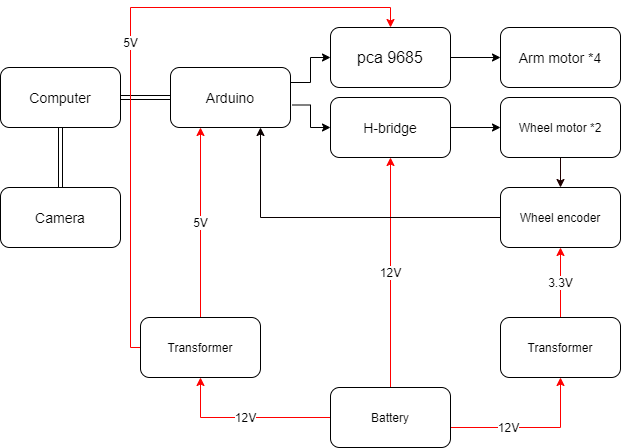 5V
pca 9685
Arm motor *4
Computer
Arduino
H-bridge
Wheel motor *2
Camera
Wheel encoder
5V
12V
3.3V
Transformer
Transformer
12V
Battery
12V